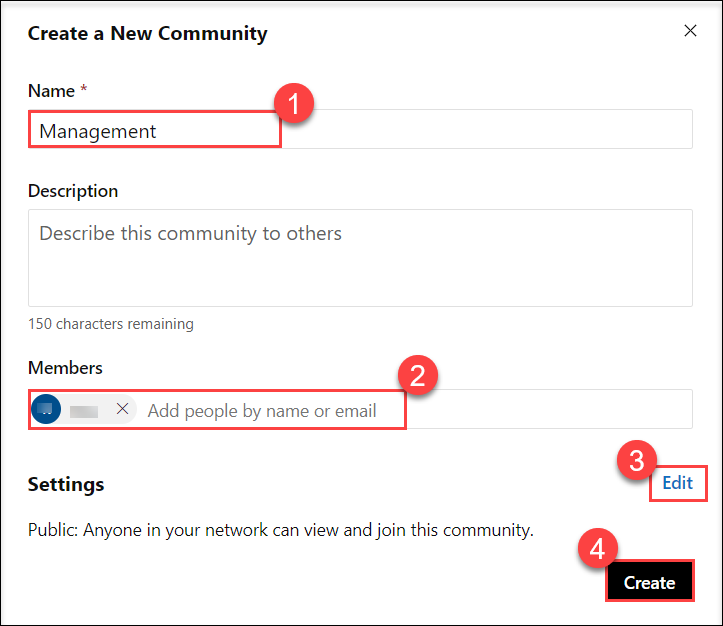 Create a New Community
Name *
1
Management
Description
Describe this community to others
150 characters remaining
Members
2
Add people by name or email
3
Settings
Edit
Public: Anyone in your network can view and join this community.
4
Create